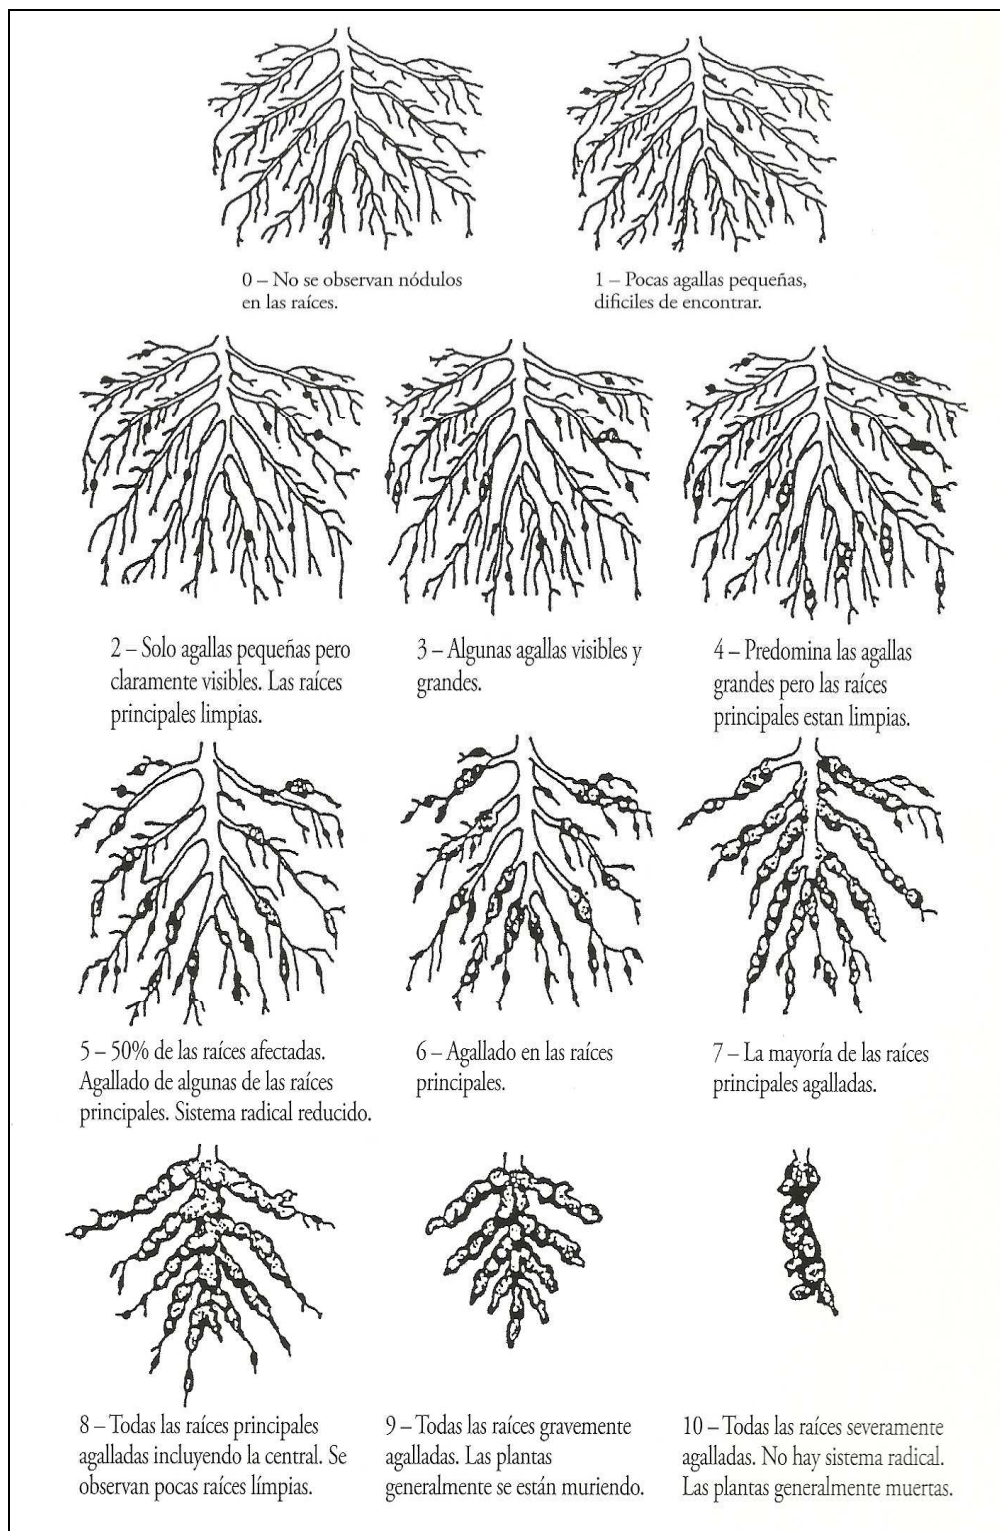 0 – No se observan nódulos
en las raíces.
1 – Pocas agallas pequeñas,
dificiles de encontrar.
2 – Solo agallas pequeñas pero
claramente visibles. Las raíces
principales limpias.
3 – Algunas agallas visibles y
grandes.
4 – Predomina las agallas
grandes pero las raíces
principales estan limpias.
5 – 50% de las raíces afectadas.
Agallado de algunas de las raíces
principales. Sistema radical reducido.
6 – Agallado en las raíces
principales.
7 – La mayoría de las raíces
principales agalladas.
8 – Todas las raíces principales
agalladas incluyendo la central. Se
observan pocas raíces límpias.
9 – Todas las raíces gravemente
agalladas. Las plantas
generalmente se están muriendo.
10 – Todas las raíces severamente
agalladas. No hay sistema radical.
Las plantas generalmente muertas.